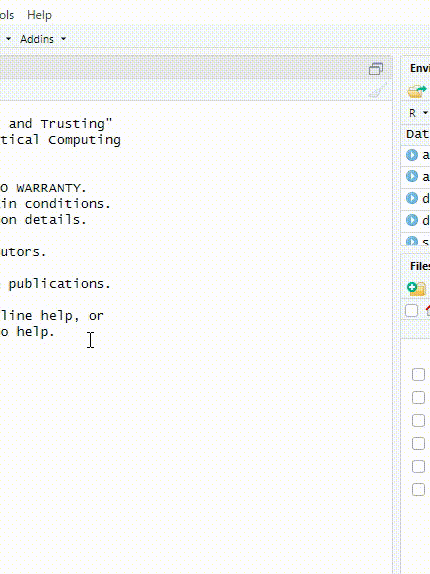 ols Help
Addins
Envi
R
and Trusting"
tical Computing
Dat
a
a
O WARRANTY.
in conditions.
d
on details.
d
s
utors.
Files
publications.
line help, or
o help.